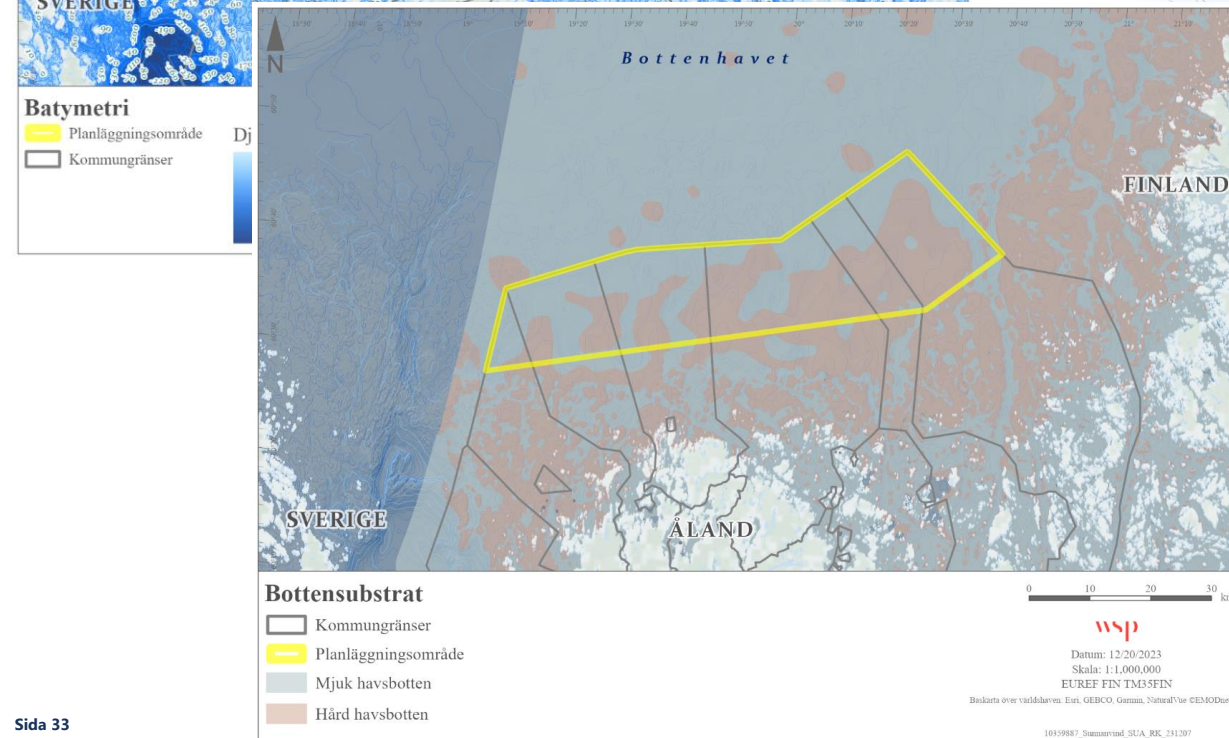 SVERIGE
Batymetri
Planläggningsområde
Kommungränser
Dj
N
Bottenhavet
FINLAND
SVERIGE
ÅLAND
Bottensubstrat
Kommungränser
Planläggningsområde
Mjuk havsbotten
Hård havsbotten
0 10 20 30
km
wsp
Datum: 12/20/2023
Skala: 1:1,000,000
EUREF FIN TM35FIN
Baskarta över världshaven: Esri, GEBCO, Garmin, NaturalVue ©EMODne
10359887_Sunnanvind_SUA_RK_231207
Sida 33